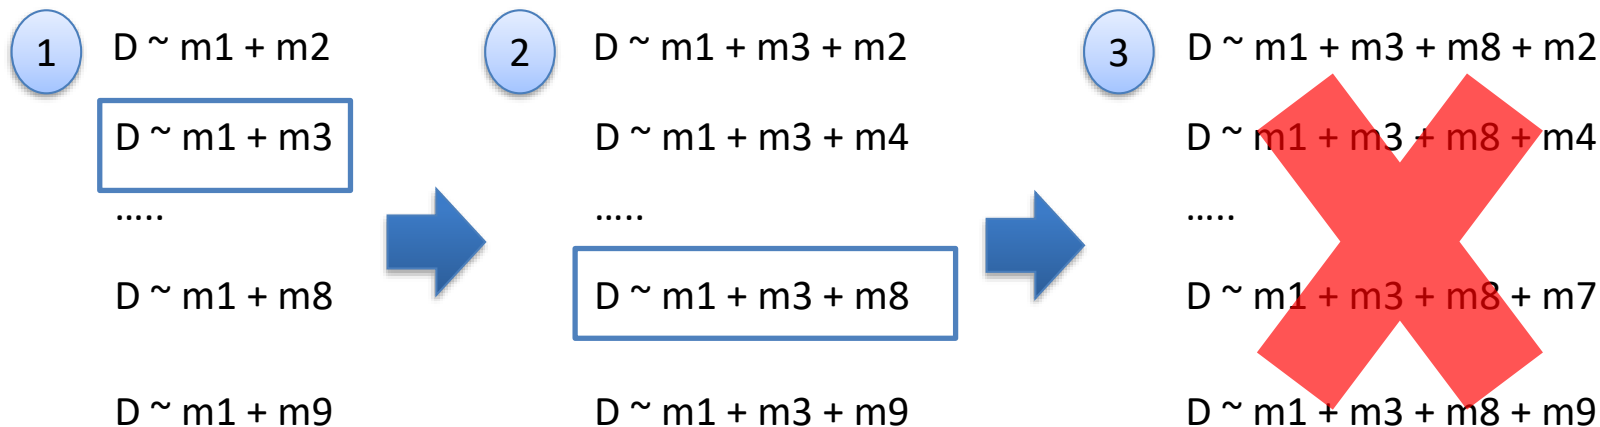 1
D ~ m1 + m2
D ~ m1 + m3
.....
D ~ m1 + m8
D ~ m1 + m9
2
D ~ m1 + m3 + m2
D ~ m1 + m3 + m4
.....
D ~ m1 + m3 + m8
D ~ m1 + m3 + m9
3
D ~ m1 + m3 + m8 + m2
D ~ m1 + m3 + m8 + m4
.....
D ~ m1 + m3 + m8 + m7
D ~ m1 + m3 + m8 + m9